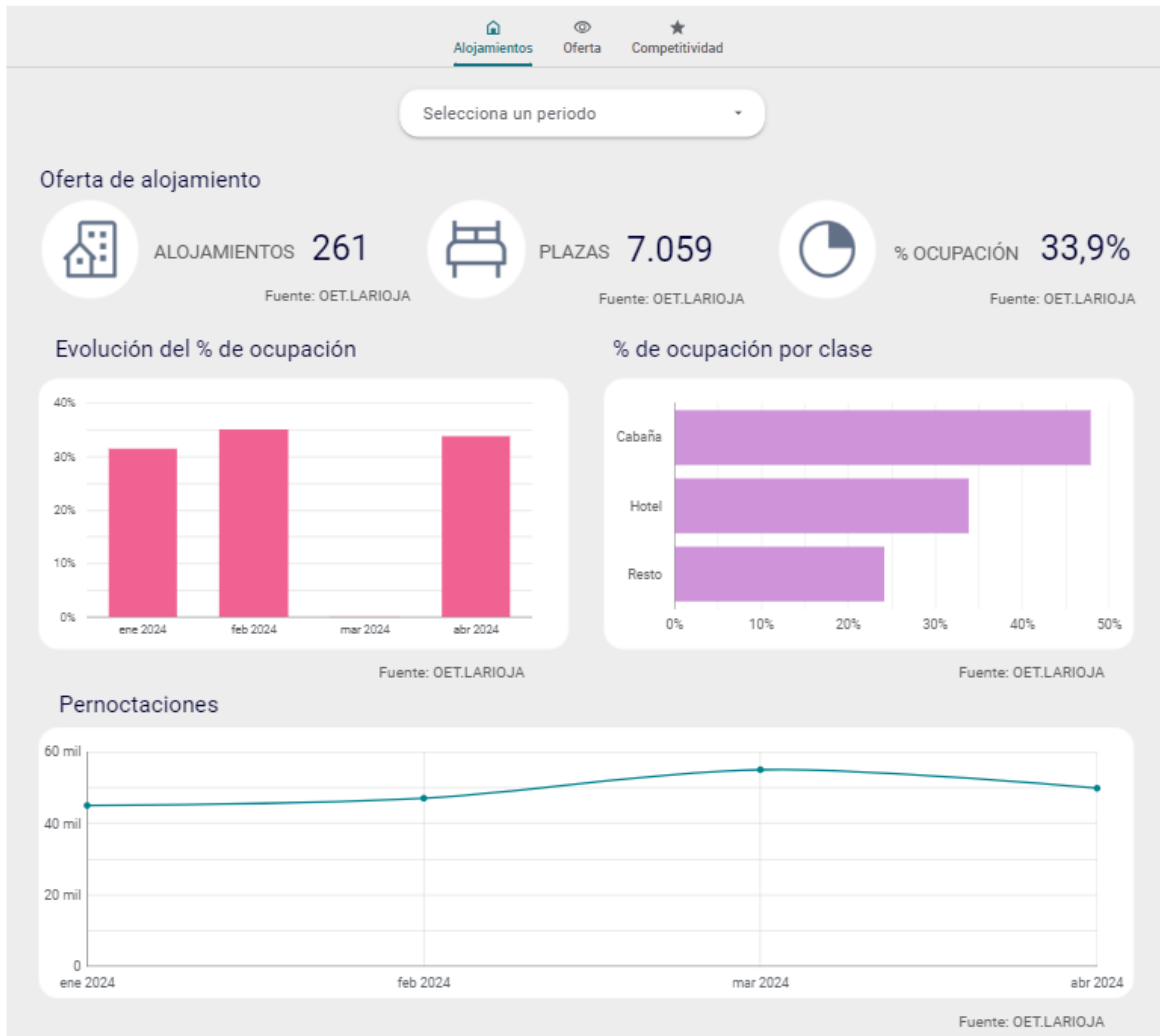 Alojamientos Oferta Competitividad
Selecciona un periodo
Oferta de alojamiento
ALOJAMIENTOS 261
Fuente: OET.LARIOJA
PLAZAS 7.059
Fuente: OET.LARIOJA
% OCUPACIÓN 33,9%
Fuente: OET.LARIOJA
Evolución del % de ocupación
40%
30%
20%
10%
0%
ene 2024 feb 2024 mar 2024 abr 2024
Fuente: OET.LARIOJA
% de ocupación por clase
Cabaña
Hotel
Resto
0% 10% 20% 30% 40% 50%
Fuente: OET.LARIOJA
Pernoctaciones
60 mil
40 mil
20 mil
0
ene 2024 feb 2024 mar 2024 abr 2024
Fuente: OET.LARIOJA